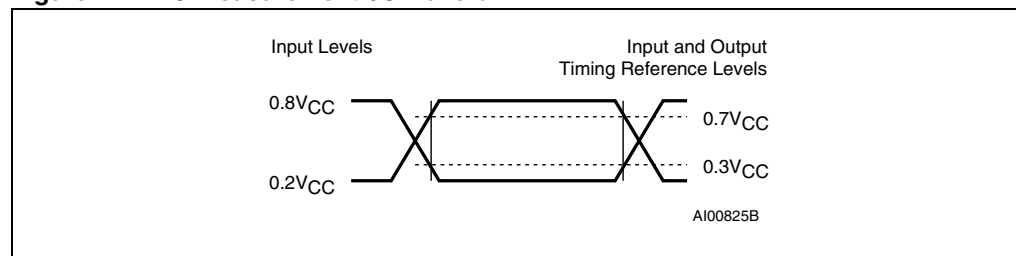 Input Levels
Input and Output
Timing Reference Levels
0.8VCC
0.7VCC
0.3VCC
0.2VCC
AI00825B